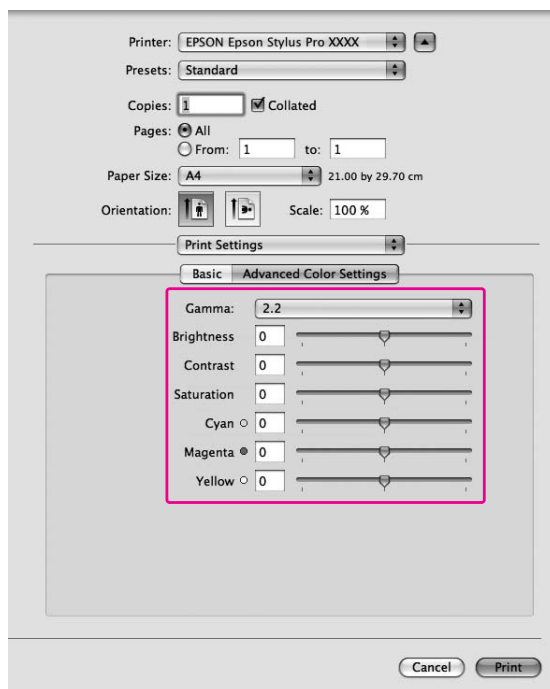 Printer: EPSON Epson Stylus Pro XXXX
Presets: Standard
Copies: 1 Collated
Pages: All
From: 1 to: 1
Paper Size: A4 21.00 by 29.70 cm
Orientation: Scale: 100 %
Print Settings
Basic Advanced Color Settings
Gamma: 2.2
Brightness 0
Contrast 0
Saturation 0
Cyan 0
Magenta 0
Yellow 0
Cancel Print